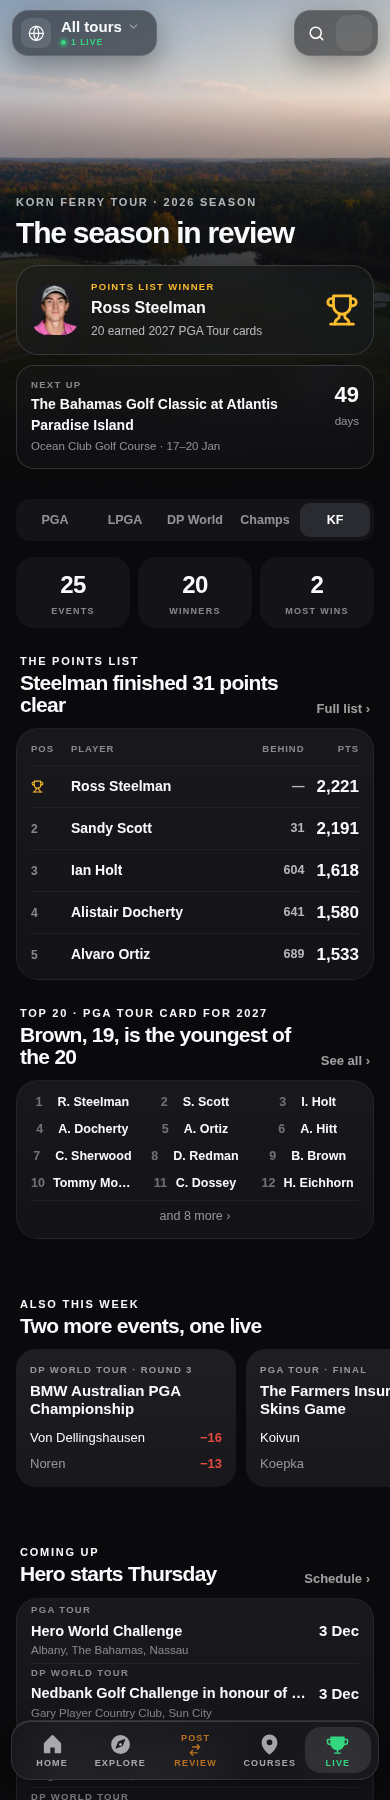 All tours
1 LIVE
KORN FERRY TOUR · 2026 SEASON
The season in review
POINTS LIST WINNER
Ross Steelman
20 earned 2027 PGA Tour cards
NEXT UP
The Bahamas Golf Classic at Atlantis
Paradise Island
Ocean Club Golf Course · 17–20 Jan
49
days
PGA LPGA DP World Champs KF
25 20 2
EVENTS WINNERS MOST WINS
THE POINTS LIST
Steelman finished 31 points
clear
Full list ›
POS PLAYER BEHIND PTS
Ross Steelman — 2,221
2 Sandy Scott 31 2,191
3 Ian Holt 604 1,618
4 Alistair Docherty 641 1,580
5 Alvaro Ortiz 689 1,533
TOP 20 · PGA TOUR CARD FOR 2027
Brown, 19, is the youngest of
the 20
See all ›
1 R. Steelman 2 S. Scott 3 I. Holt
4 A. Docherty 5 A. Ortiz 6 A. Hitt
7 C. Sherwood 8 D. Redman 9 B. Brown
10 Tommy Mo… 11 C. Dossey 12 H. Eichhorn
and 8 more ›
ALSO THIS WEEK
Two more events, one live
DP WORLD TOUR · ROUND 3
BMW Australian PGA
Championship
Von Dellingshausen −16
Noren −13
PGA TOUR · FINAL
The Farmers Insur
Skins Game
Koivun
Koepka
COMING UP
Hero starts Thursday
Schedule ›
PGA TOUR
Hero World Challenge 3 Dec
Albany, The Bahamas, Nassau
DP WORLD TOUR
Nedbank Golf Challenge in honour of … 3 Dec
Gary Player Country Club, Sun City
HOME EXPLORE POST REVIEW COURSES LIVE
DP WORLD TOUR